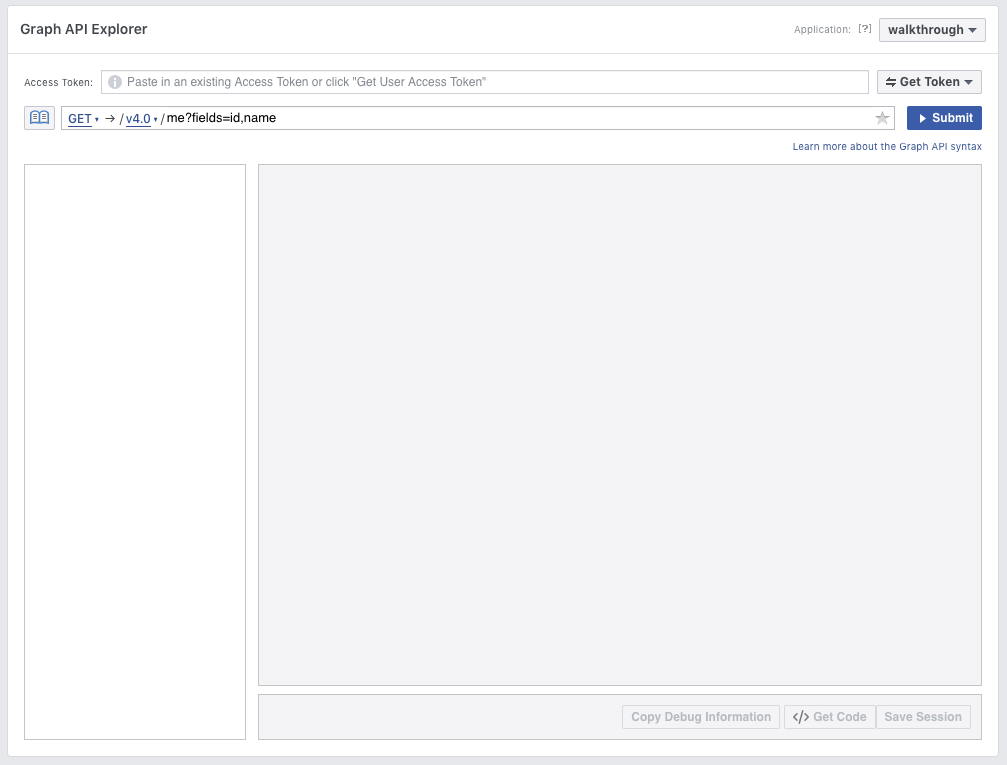 Graph API Explorer
Application: [?] walkthrough
Access Token: Paste in an existing Access Token or click "Get User Access Token" Get Token
GET → / v4.0 / me?fields=id,name Submit
Learn more about the Graph API syntax
Copy Debug Information </> Get Code Save Session